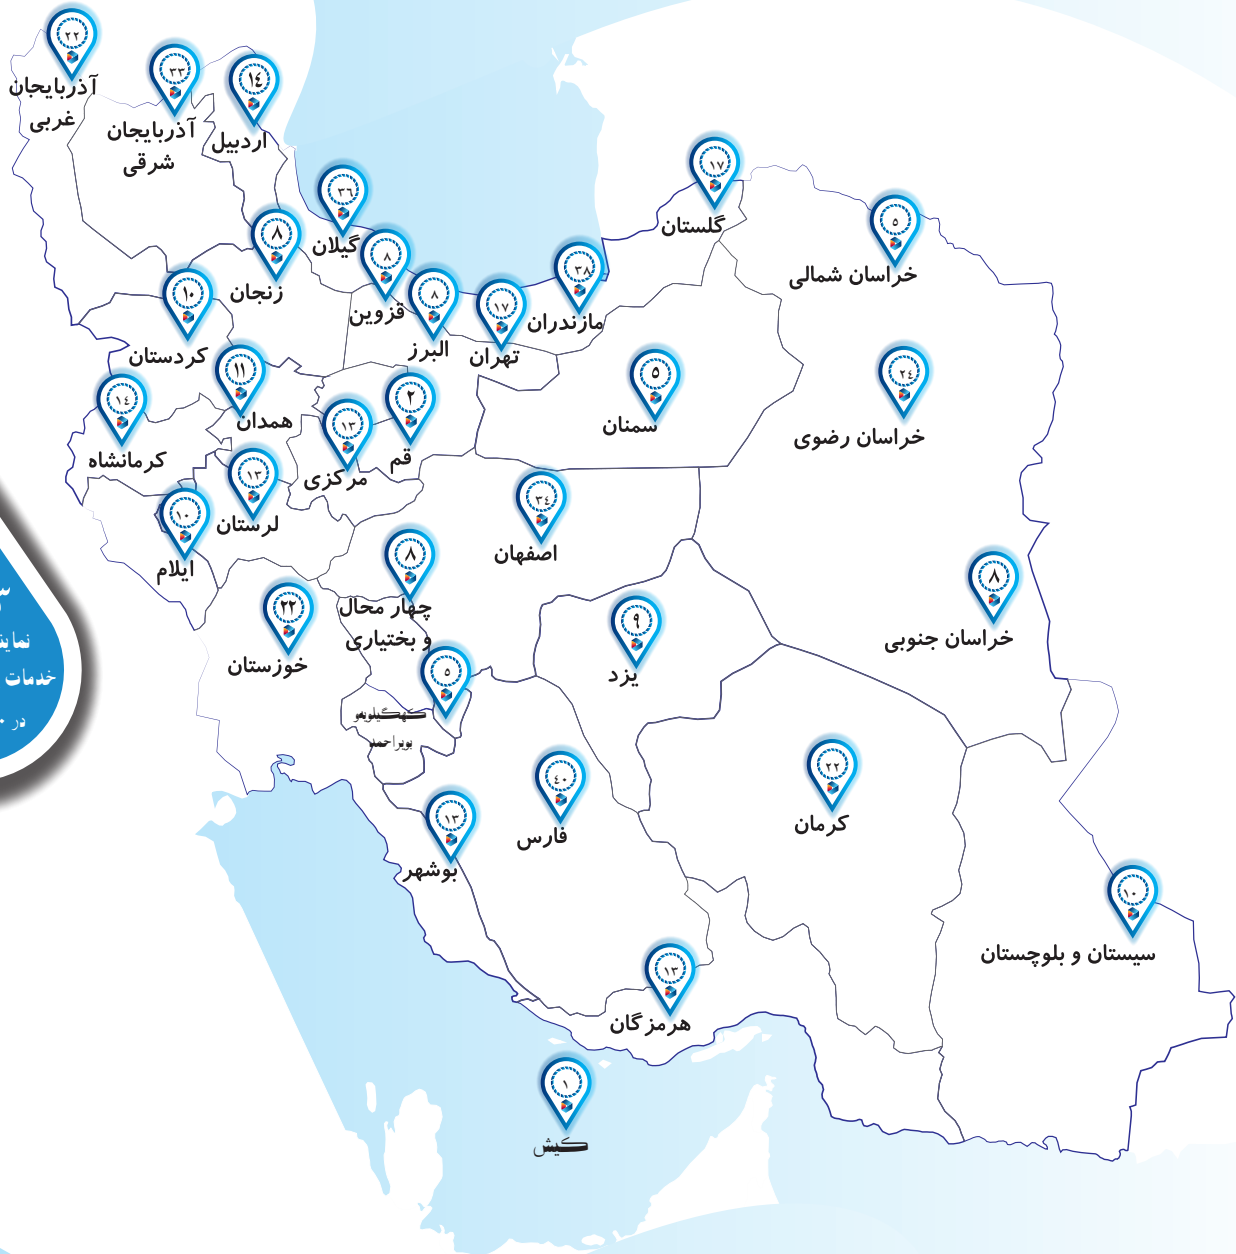 ۲۲
آذربایجان
غربی
۳۳
آذربایجان
شرقی
۱۴
اردبیل
۳۶
گیلان
۸
زنجان
۸
قزوین
۸
البرز
۱۷
تهران
۳۸
مازندران
۱۷
گلستان
۵
خراسان شمالی
۱۰
کردستان
۱۱
همدان
۱۴
کرمانشاه
۱۳
مرکزی
۲
قم
۵
سمنان
۲۴
خراسان رضوی
۱۳
لرستان
۱۰
ایلام
۳۴
اصفهان
۸
چهار محال
و بختیاری
۲۲
خوزستان
۹
یزد
۸
خراسان جنوبی
۵
کهگیلویه و
بویراحمد
۴۰
فارس
۱۳
بوشهر
۲۲
کرمان
۱۰
سیستان و بلوچستان
۱۳
هرمزگان
۱
کیش
خدمات
در